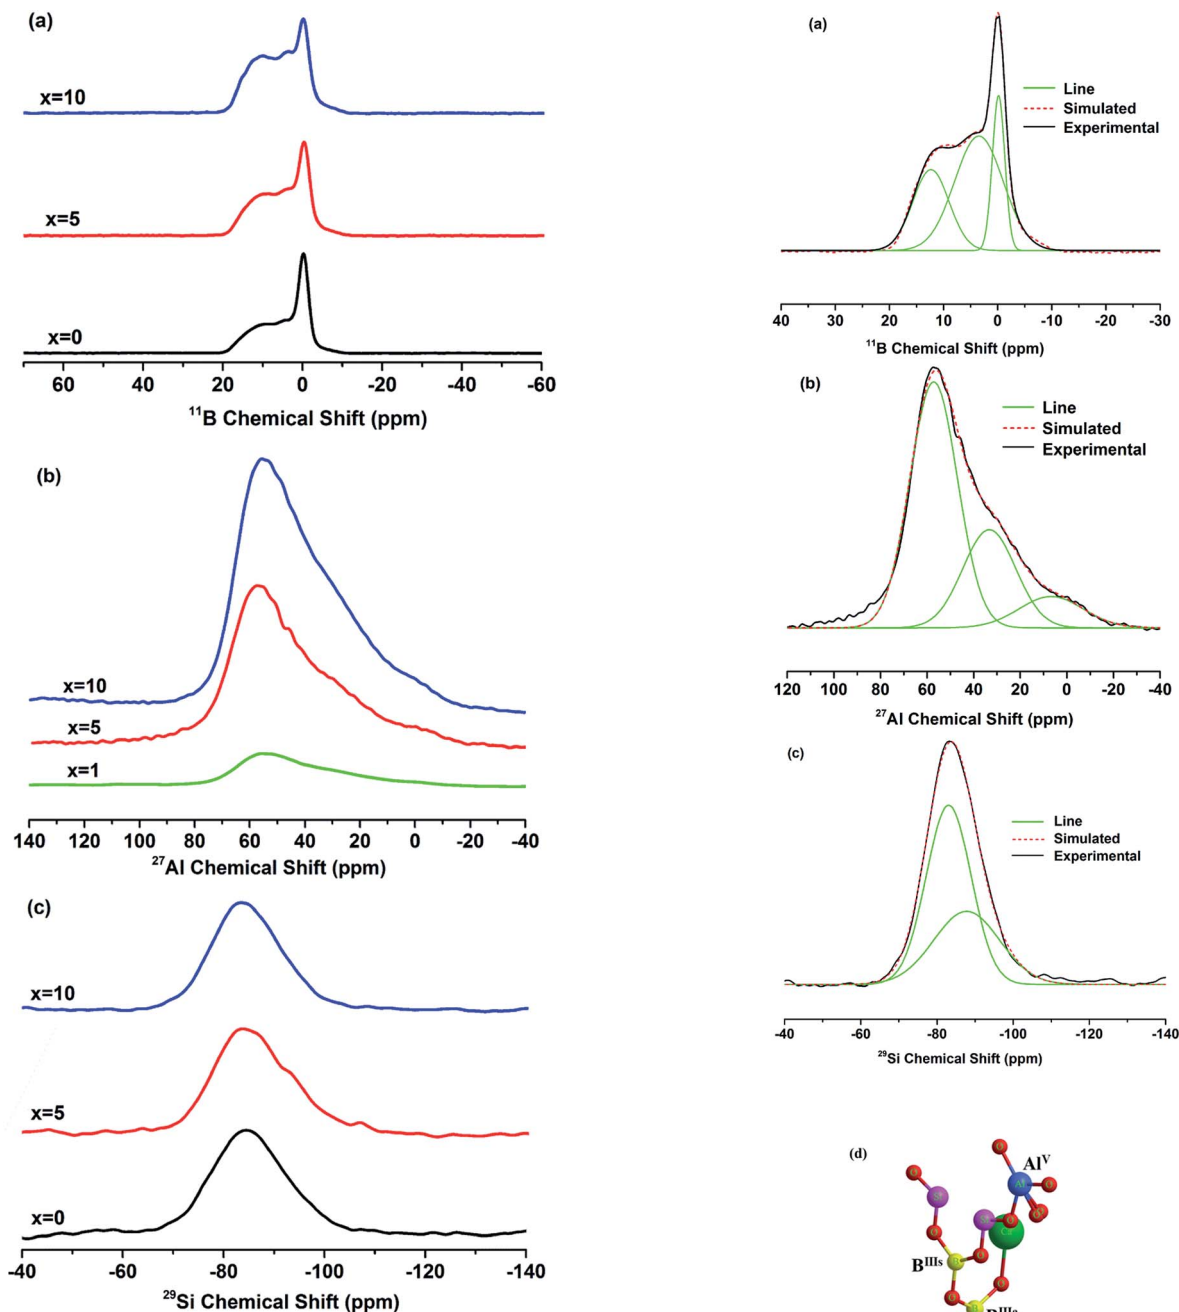 (a)
x=10
x=5
x=0
60 40 20 0 -20 -40 -60
¹¹B Chemical Shift (ppm)
(b)
x=10
x=5
x=1
140 120 100 80 60 40 20 0 -20 -40
²⁷Al Chemical Shift (ppm)
(c)
x=10
x=5
x=0
-40 -60 -80 -100 -120 -140
²⁹Si Chemical Shift (ppm)
(a)
Line
Simulated
Experimental
40 30 20 10 0 -10 -20 -30
¹¹B Chemical Shift (ppm)
(b)
Line
Simulated
Experimental
120 100 80 60 40 20 0 -20 -40
²⁷Al Chemical Shift (ppm)
(c)
Line
Simulated
Experimental
-40 -60 -80 -100 -120 -140
²⁹Si Chemical Shift (ppm)
(d)
Al^V
B^IIIs